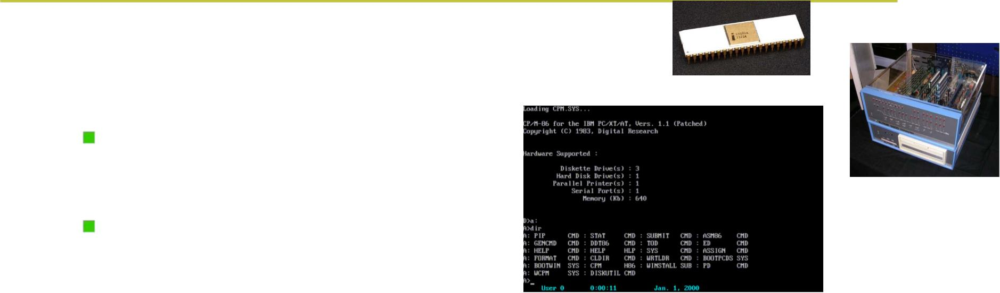 C8080A
1373A
Loading CPM.SYS...
CP/M-86 for the IBM PC/XT/AT, Vers. 1.1 (Patched)
Copyright (C) 1983, Digital Research
Hardware Supported :
Diskette Drive(s) : 3
Hard Disk Drive(s) : 1
Parallel Printer(s) : 1
Serial Port(s) : 1
Memory (Kb) : 640
D>a:
A>dir
A: PIP CMD : STAT CMD : SUBMIT CMD : ASM86 CMD
A: GENCMD CMD : DDT86 CMD : TOD CMD : ED CMD
A: HELP CMD : HELP HLP : SYS CMD : ASSIGN CMD
A: FORMAT CMD : CLDIR CMD : WRTLDR CMD : BOOTPCDS SYS
A: BOOTWIN SYS : CPM H86 : WINSTALL SUB : PD CMD
A: WCPM SYS : DISKUTIL CMD
A>_
User 0 0:00:11 Jan. 1, 2000